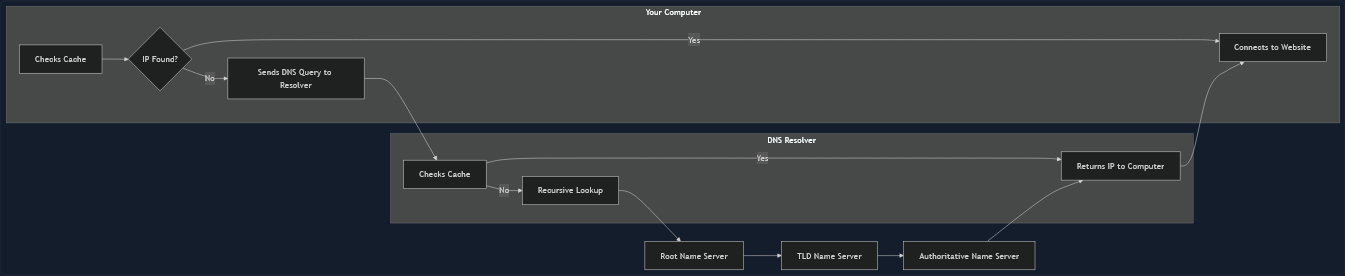 Your Computer
Checks Cache
IP Found?
Yes
No
Sends DNS Query to
Resolver
Connects to Website
DNS Resolver
Checks Cache
Yes
No
Recursive Lookup
Returns IP to Computer
Root Name Server
TLD Name Server
Authoritative Name Server